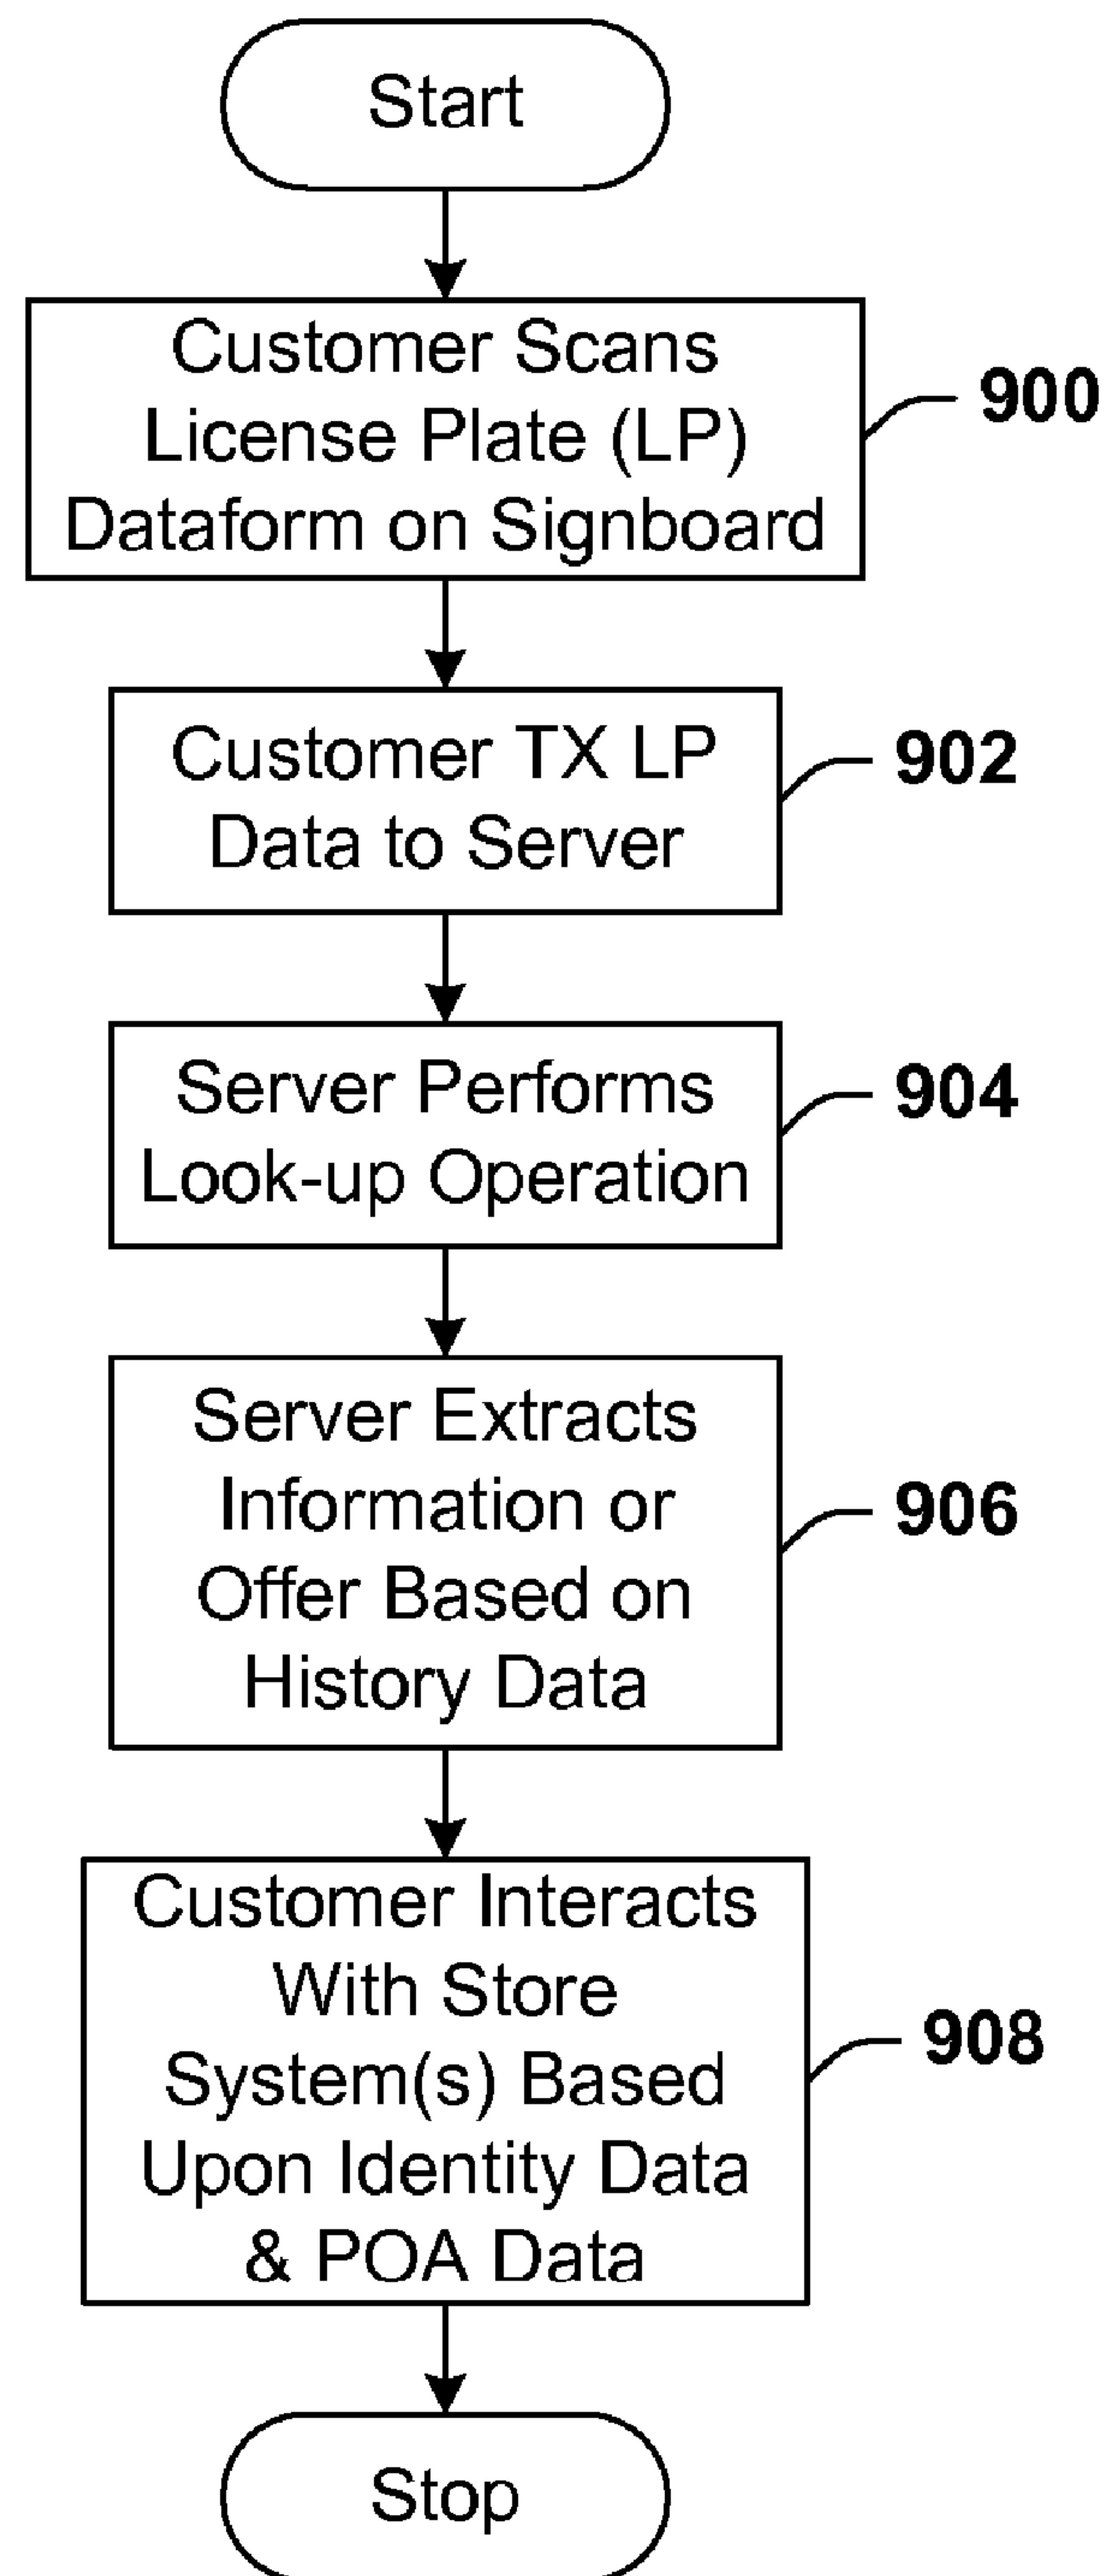 Start
Customer Scans
License Plate (LP)
Dataform on Signboard
900
Customer TX LP
Data to Server
902
Server Performs
Look-up Operation
904
Server Extracts
Information or
Offer Based on
History Data
906
Customer Interacts
With Store
System(s) Based
Upon Identity Data
& POA Data
908
Stop